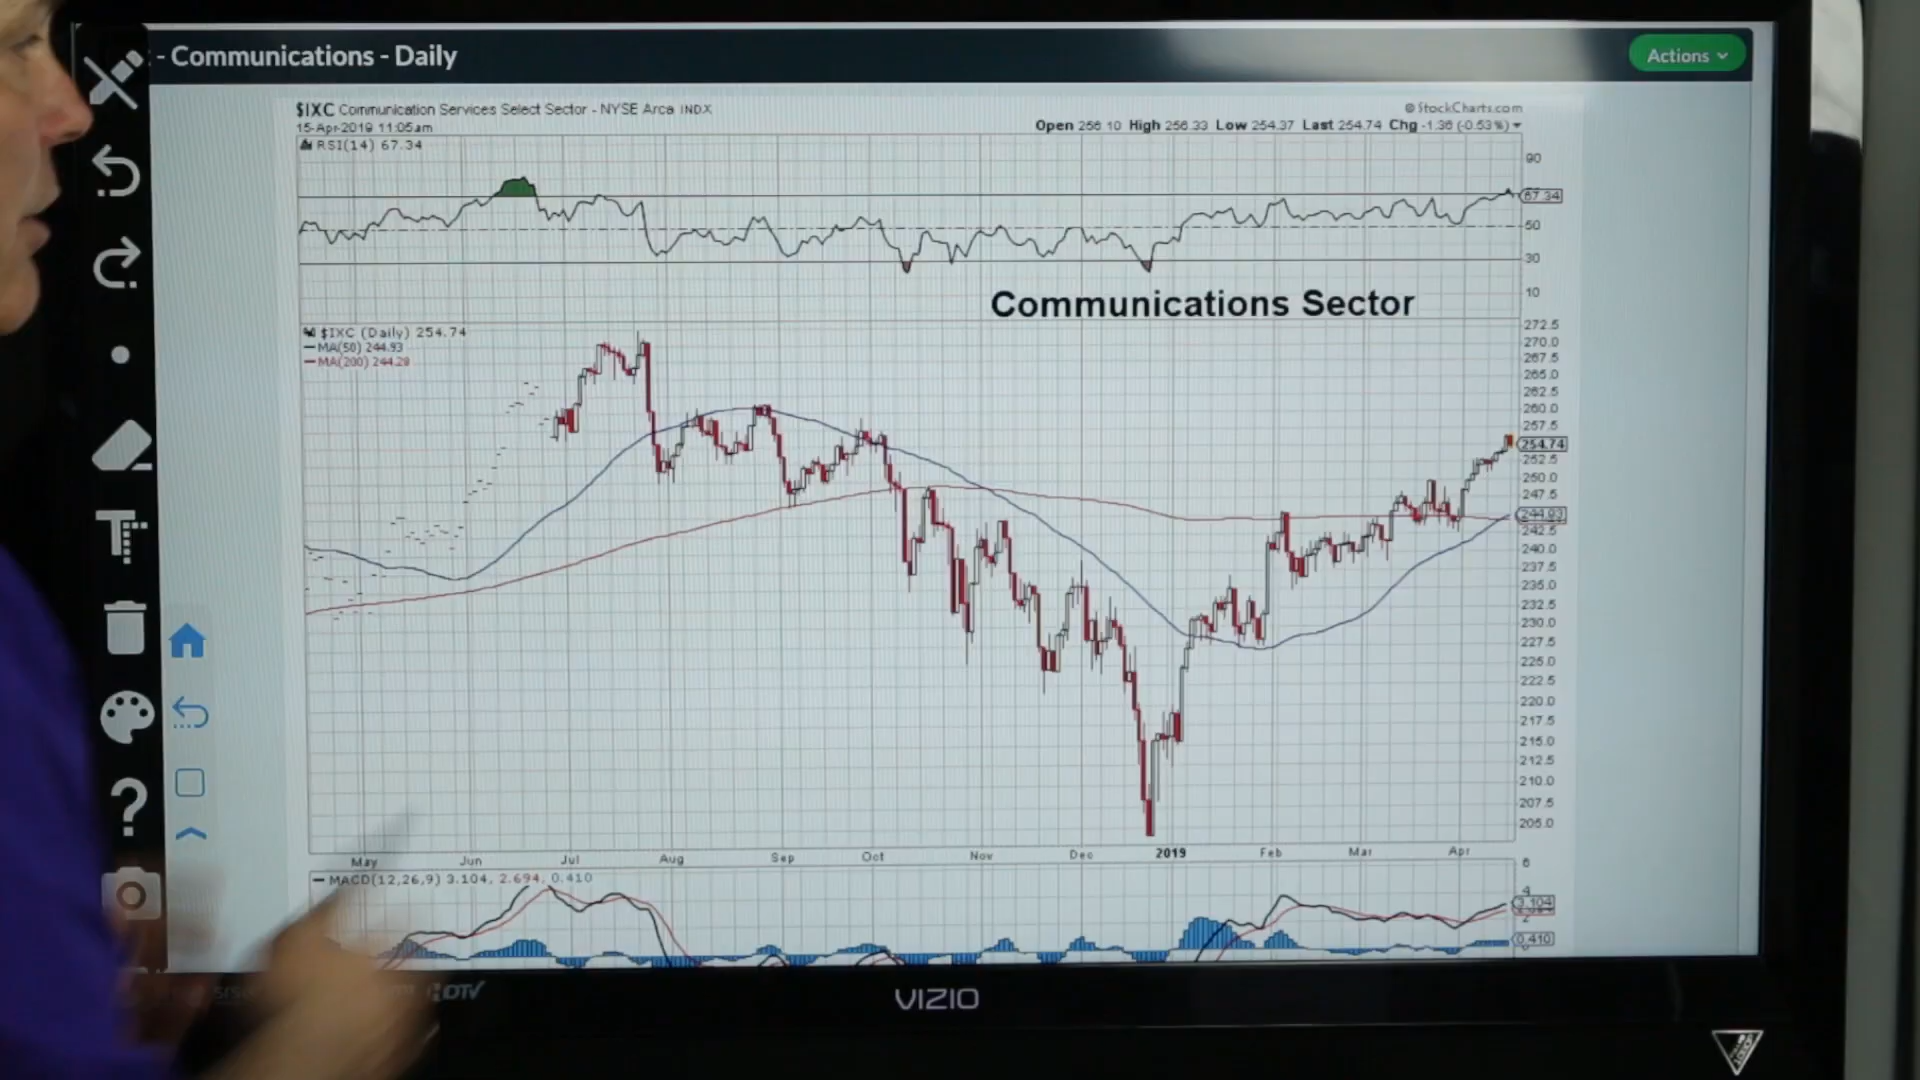 - Communications - Daily
Actions
$IXC Communication Services Select Sector - NYSE Arca INDX
© StockCharts.com
15-Apr-2019 11:05am
Open 256.10 High 256.33 Low 254.37 Last 254.74 Chg -1.36 (-0.53%)
RSI(14) 67.34
90
67.34
50
30
10
Communications Sector
$IXC (Daily) 254.74
MA(50) 244.93
MA(200) 244.29
272.5
270.0
267.5
265.0
262.5
260.0
257.5
254.74
252.5
250.0
247.5
244.93
242.5
240.0
237.5
235.0
232.5
230.0
227.5
225.0
222.5
220.0
217.5
215.0
212.5
210.0
207.5
205.0
May Jun Jul Aug Sep Oct Nov Dec 2019 Feb Mar Apr
MACD(12,26,9) 3.104, 2.694, 0.410
6
4
3.104
2
0.410
HDTV
VIZIO